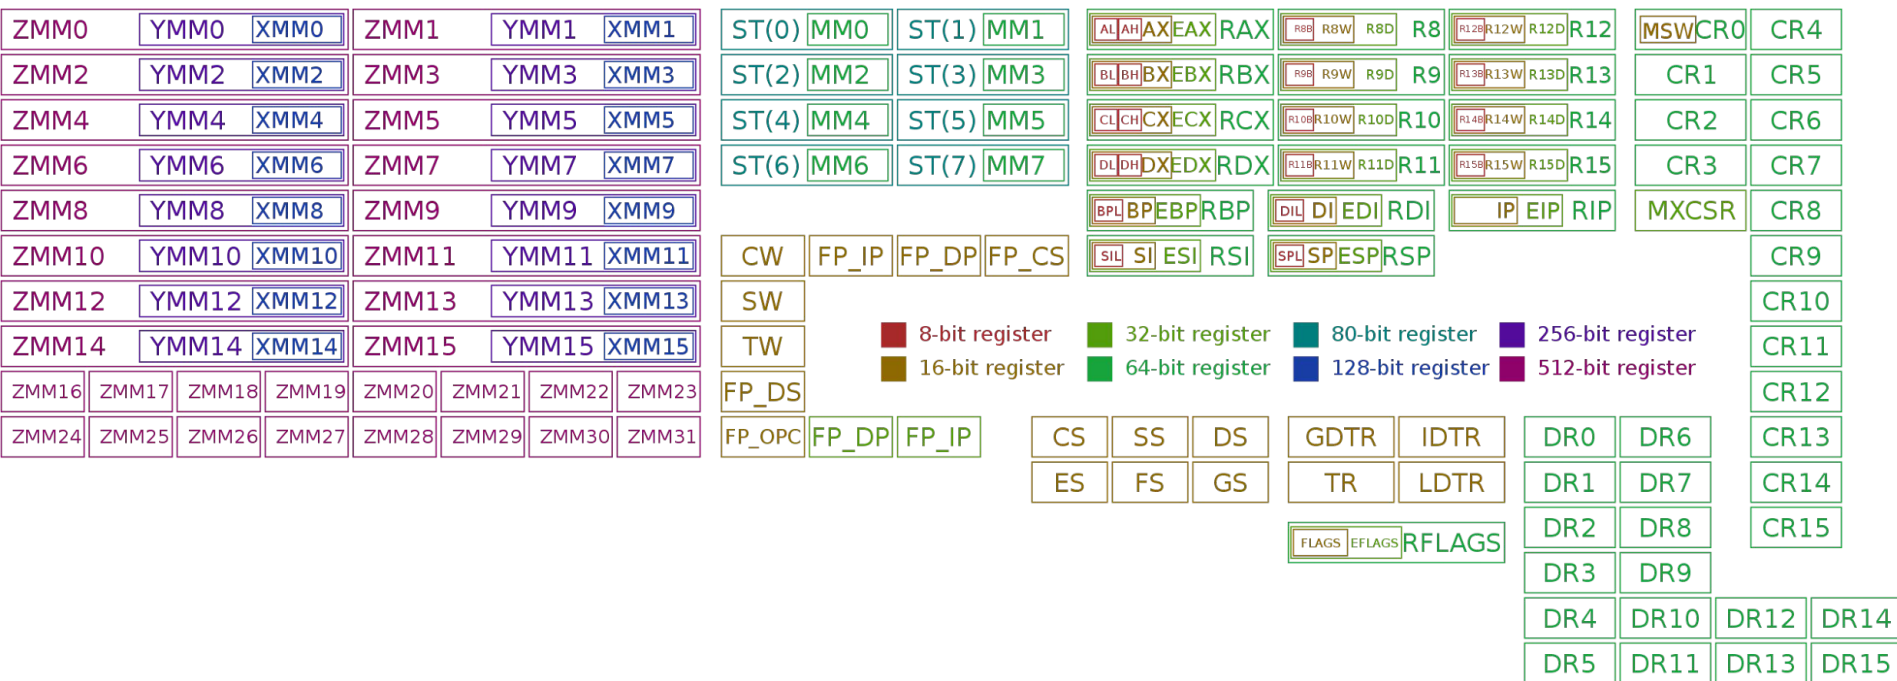 ZMM0 YMM0 XMM0 ZMM1 YMM1 XMM1 ST(0) MM0 ST(1) MM1 AL AH AX EAX RAX R8B R8W R8D R8 R12B R12W R12D R12 MSW CR0 CR4
ZMM2 YMM2 XMM2 ZMM3 YMM3 XMM3 ST(2) MM2 ST(3) MM3 BL BH BX EBX RBX R9B R9W R9D R9 R13B R13W R13D R13 CR1 CR5
ZMM4 YMM4 XMM4 ZMM5 YMM5 XMM5 ST(4) MM4 ST(5) MM5 CL CH CX ECX RCX R10B R10W R10D R10 R14B R14W R14D R14 CR2 CR6
ZMM6 YMM6 XMM6 ZMM7 YMM7 XMM7 ST(6) MM6 ST(7) MM7 DL DH DX EDX RDX R11B R11W R11D R11 R15B R15W R15D R15 CR3 CR7
ZMM8 YMM8 XMM8 ZMM9 YMM9 XMM9 BPL BP EBP RBP DIL DI EDI RDI IP EIP RIP MXCSR CR8
ZMM10 YMM10 XMM10 ZMM11 YMM11 XMM11 CW FP_IP FP_DP FP_CS SIL SI ESI RSI SPL SP ESP RSP CR9
ZMM12 YMM12 XMM12 ZMM13 YMM13 XMM13 SW CR10
8-bit register 32-bit register 80-bit register 256-bit register
ZMM14 YMM14 XMM14 ZMM15 YMM15 XMM15 TW CR11
16-bit register 64-bit register 128-bit register 512-bit register
ZMM16 ZMM17 ZMM18 ZMM19 ZMM20 ZMM21 ZMM22 ZMM23 FP_DS CR12
ZMM24 ZMM25 ZMM26 ZMM27 ZMM28 ZMM29 ZMM30 ZMM31 FP_OPC FP_DP FP_IP CS SS DS GDTR IDTR DR0 DR6 CR13
ES FS GS TR LDTR DR1 DR7 CR14
DR2 DR8 CR15
FLAGS EFLAGS RFLAGS
DR3 DR9
DR4 DR10 DR12 DR14
DR5 DR11 DR13 DR15